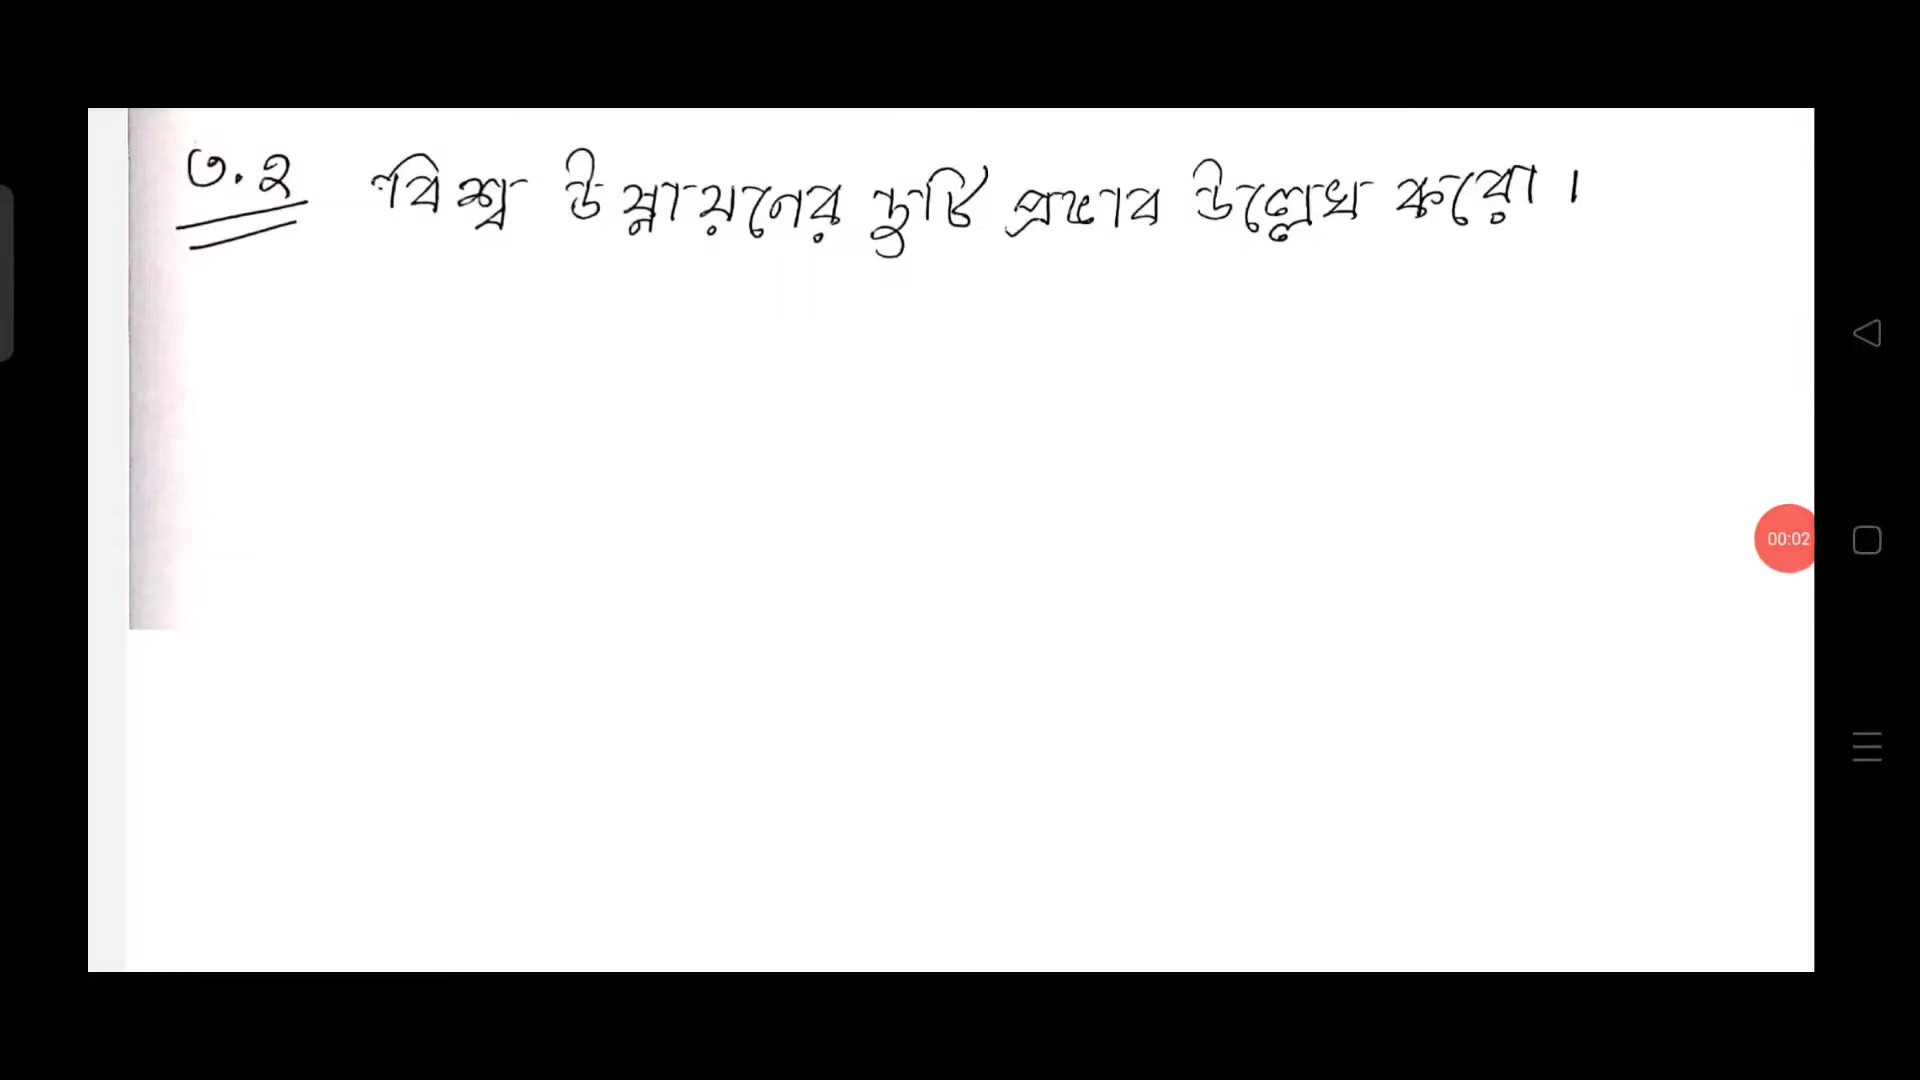 ৩.২ বিশ্ব উষ্ণায়নের দুটি প্রভাব উল্লেখ করো ।
00:02